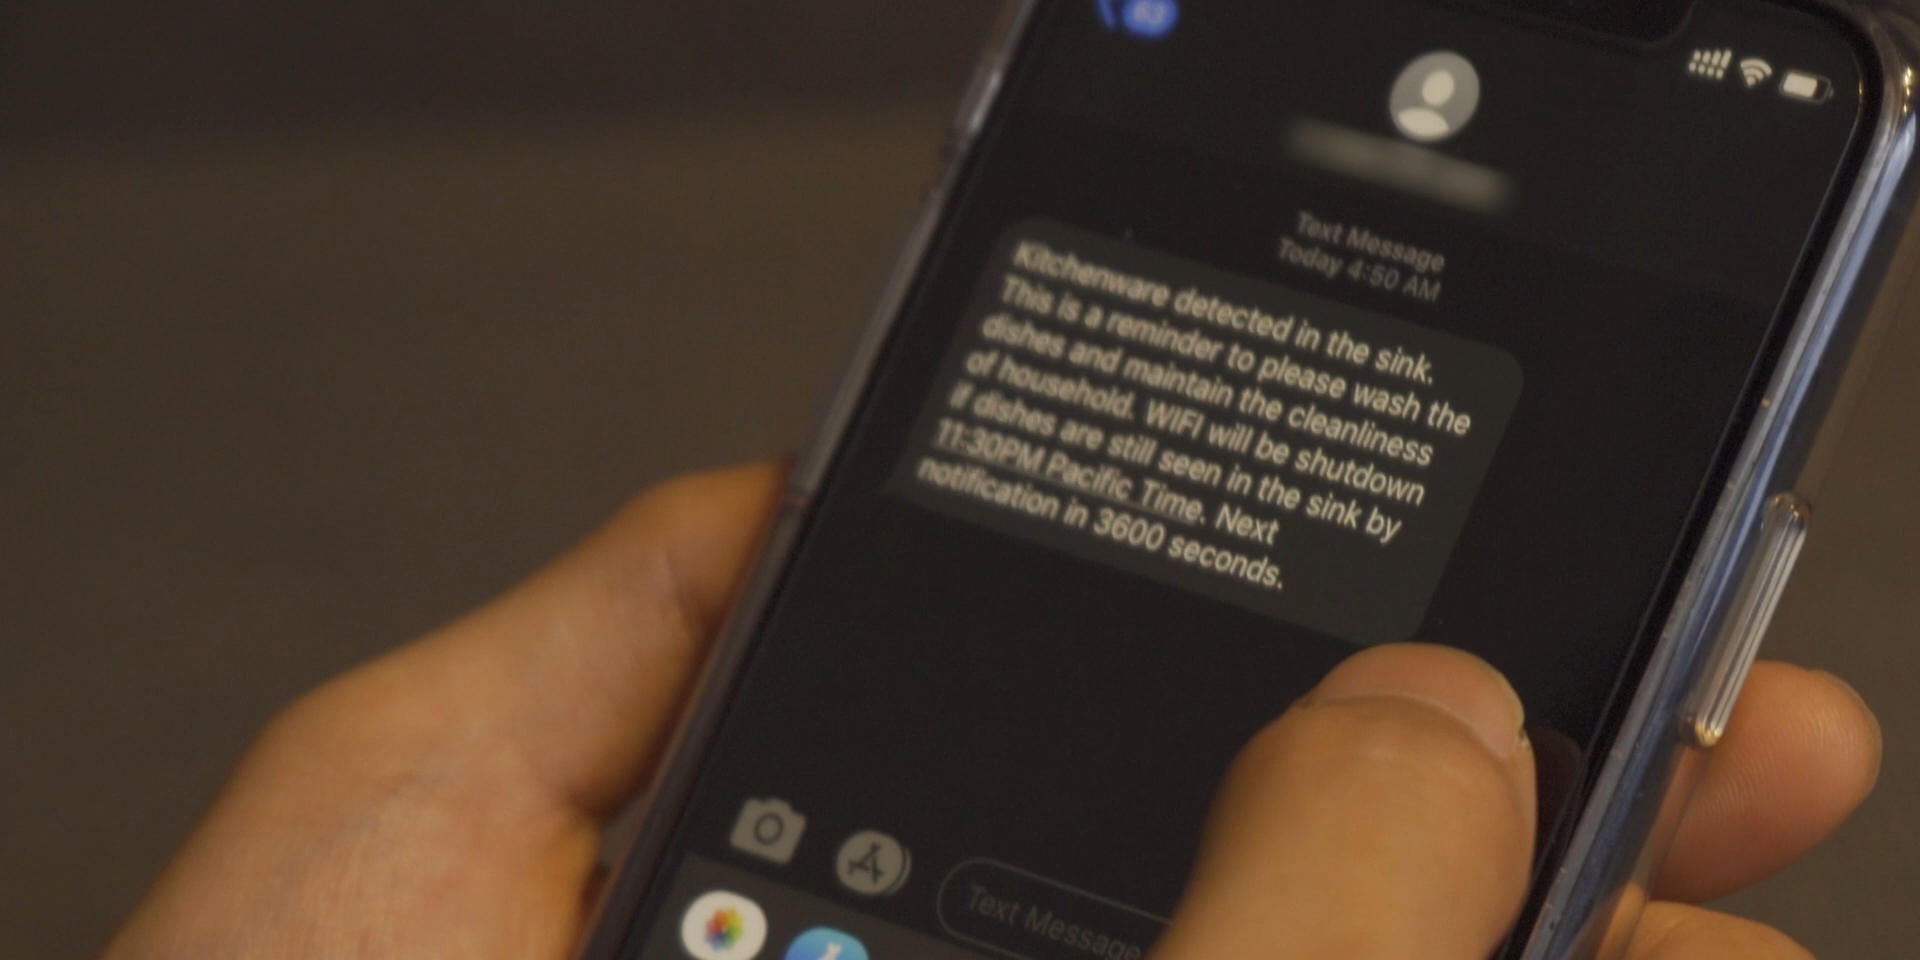 63
Text Message
Today 4:50 AM
Kitchenware detected in the sink.
This is a reminder to please wash the
dishes and maintain the cleanliness
of household. WIFI will be shutdown
if dishes are still seen in the sink by
11:30PM Pacific Time. Next
notification in 3600 seconds.
Text Message